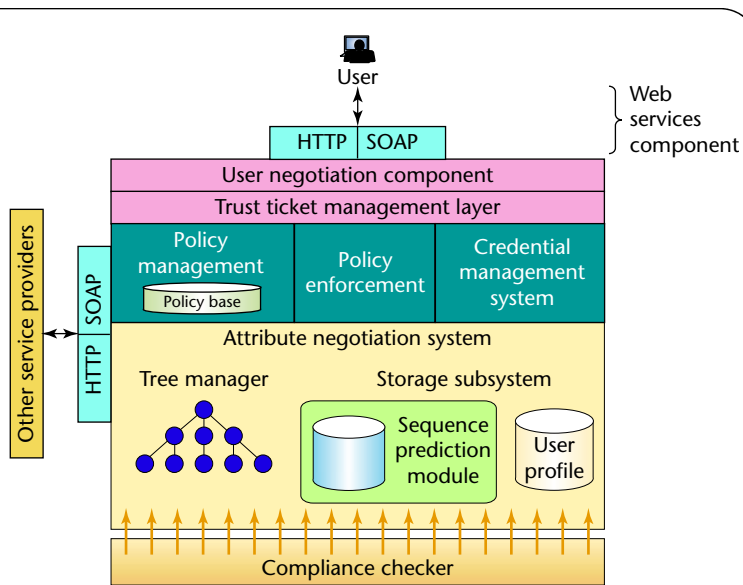 User
Web
services
component
HTTP SOAP
User negotiation component
Trust ticket management layer
Policy
management
Policy base
Policy
enforcement
Credential
management
system
Other service providers
HTTP SOAP
Attribute negotiation system
Tree manager
Storage subsystem
Sequence
prediction
module
User
profile
Compliance checker